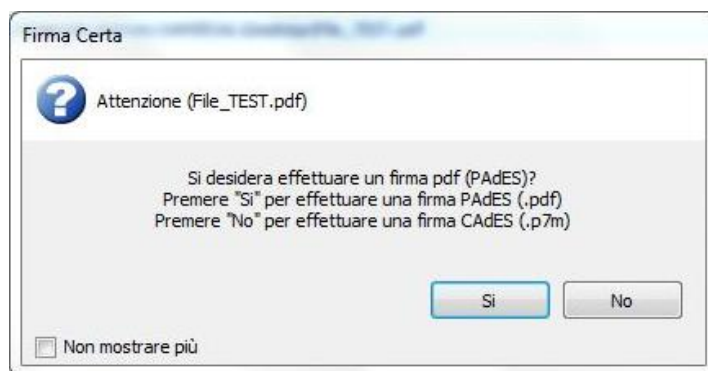 Firma Certa
Attenzione (File_TEST.pdf)
Si desidera effettuare un firma pdf (PAdES)?
Premere "Si" per effettuare una firma PAdES (.pdf)
Premere "No" per effettuare una firma CAdES (.p7m)
Si
No
Non mostrare più